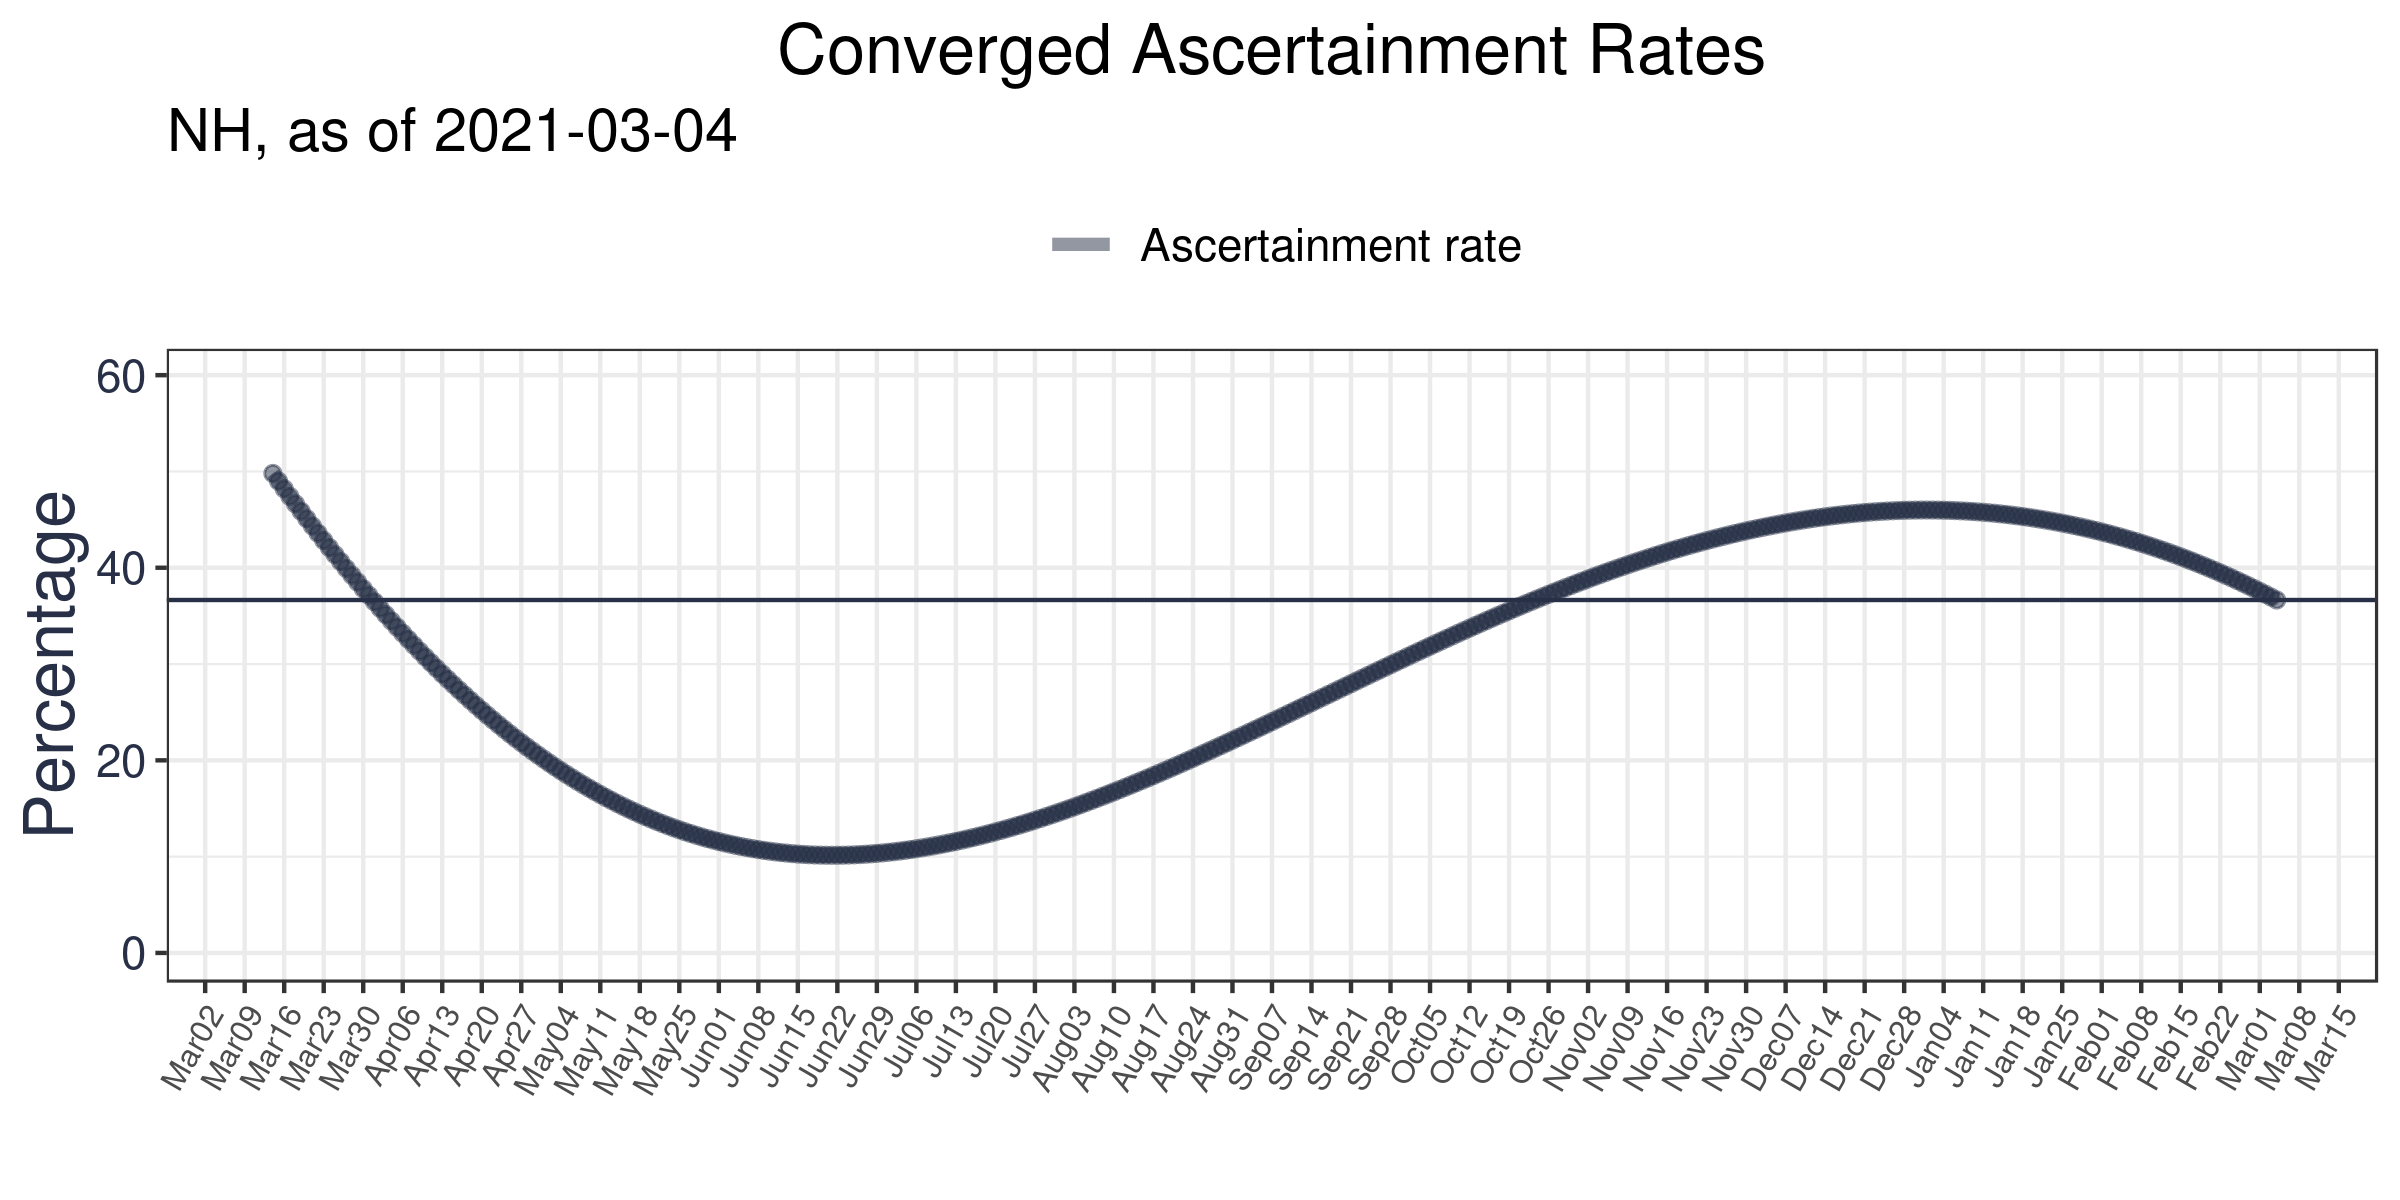 Converged Ascertainment Rates
NH, as of 2021-03-04
Ascertainment rate
Percentage
60
40
20
0
Mar02
Mar09
Mar16
Mar23
Mar30
Apr06
Apr13
Apr20
Apr27
May04
May11
May18
May25
Jun01
Jun08
Jun15
Jun22
Jun29
Jul06
Jul13
Jul20
Jul27
Aug03
Aug10
Aug17
Aug24
Aug31
Sep07
Sep14
Sep21
Sep28
Oct05
Oct12
Oct19
Oct26
Nov02
Nov09
Nov16
Nov23
Nov30
Dec07
Dec14
Dec21
Dec28
Jan04
Jan11
Jan18
Jan25
Feb01
Feb08
Feb15
Feb22
Mar01
Mar08
Mar15